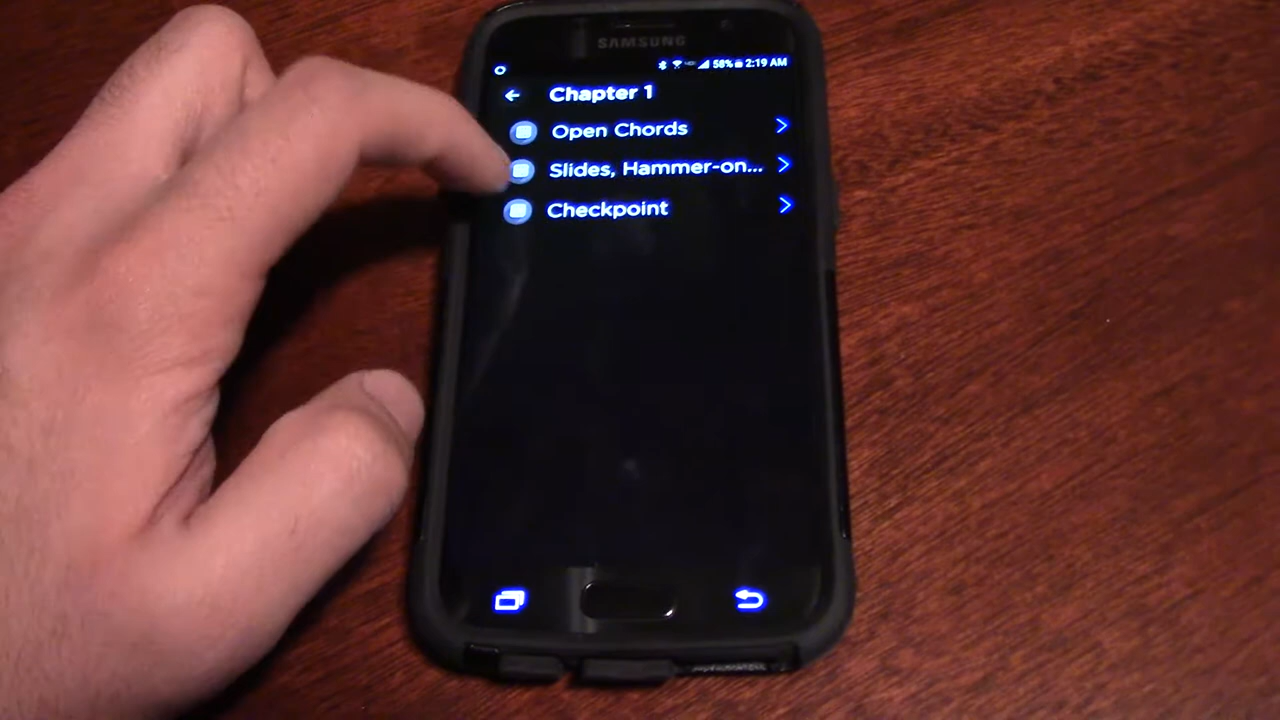 SAMSUNG
58% 2:19 AM
Chapter 1
Open Chords
Slides, Hammer-on...
Checkpoint